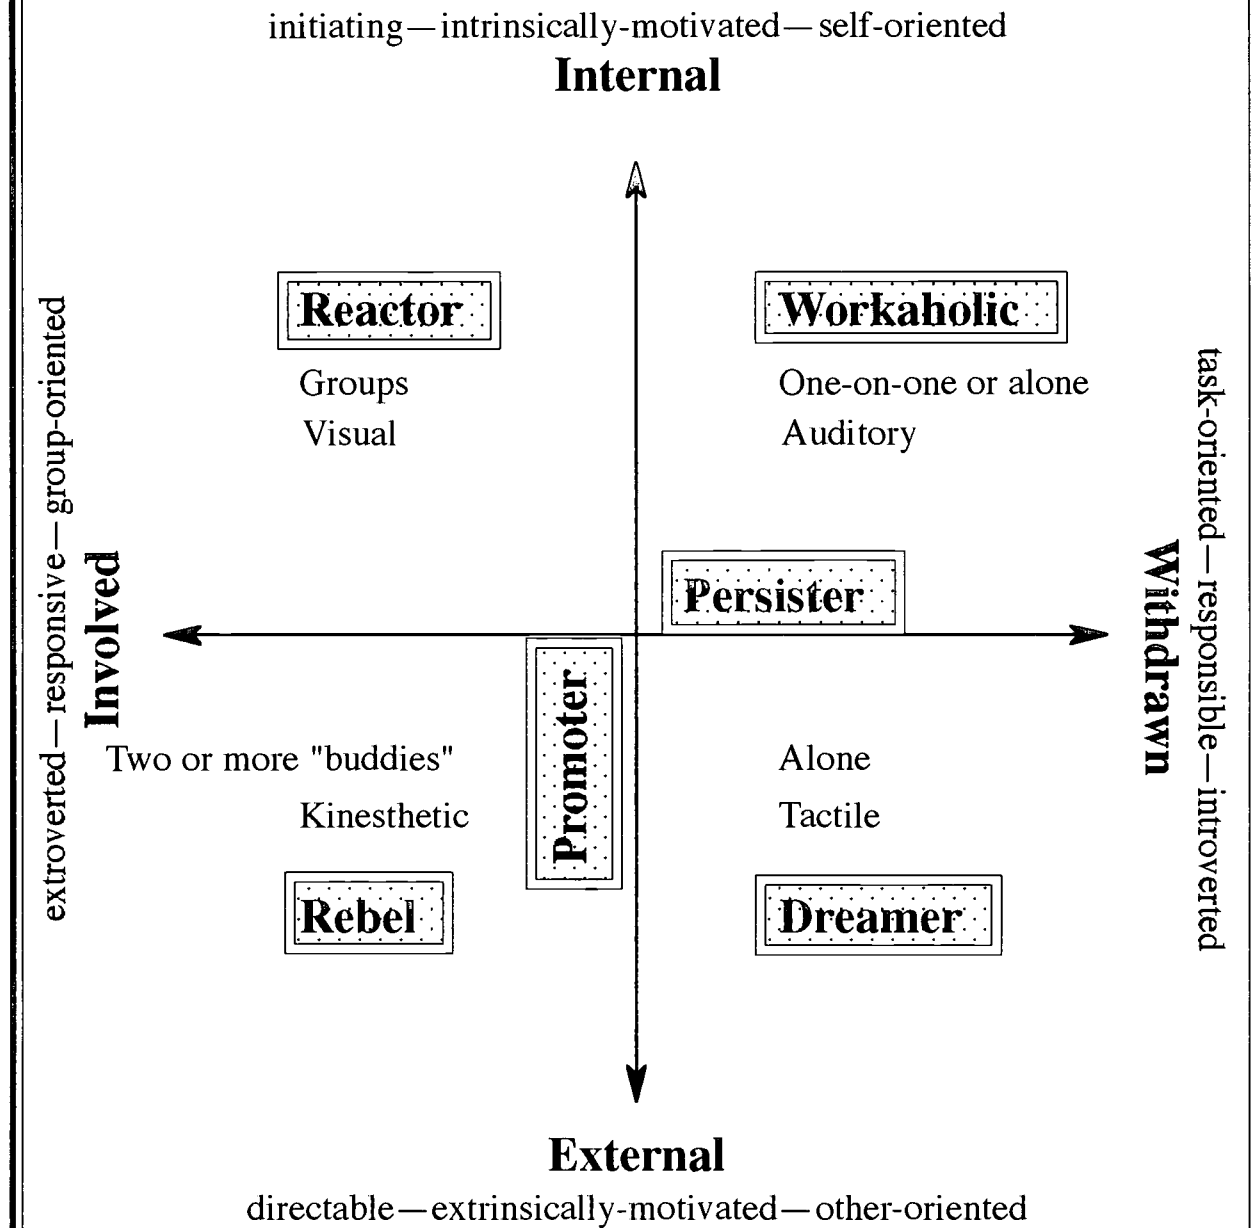 initiating—intrinsically-motivated—self-oriented
Internal
Reactor
Groups
Visual
Workaholic
One-on-one or alone
Auditory
extroverted—responsive—group-oriented
Involved
Persister
Withdrawn
task-oriented—responsible—introverted
Promoter
Two or more "buddies"
Kinesthetic
Rebel
Alone
Tactile
Dreamer
External
directable—extrinsically-motivated—other-oriented